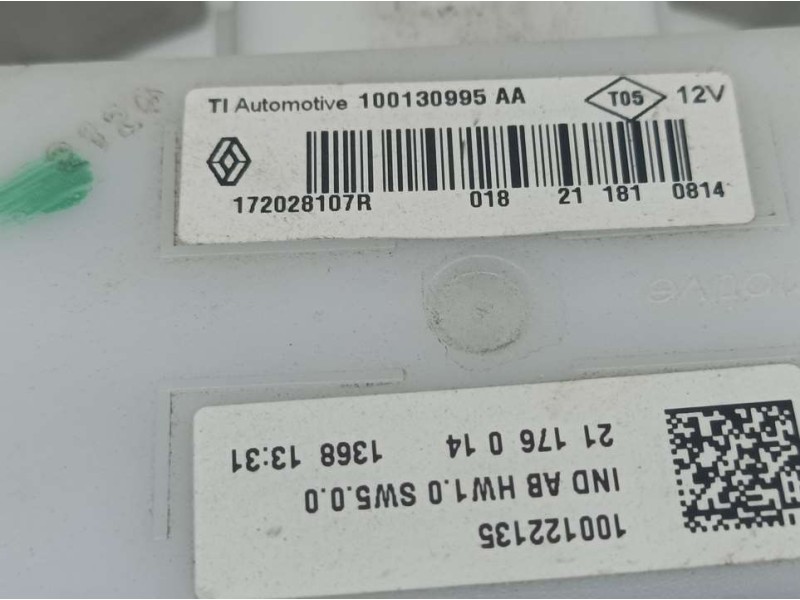 TI Automotive 100130995 AA T05 12V
172028107R 018 21 181 0814
100122135
IND AB HW1.0 SW5.0.0
21 176 0 14 1368 13:31